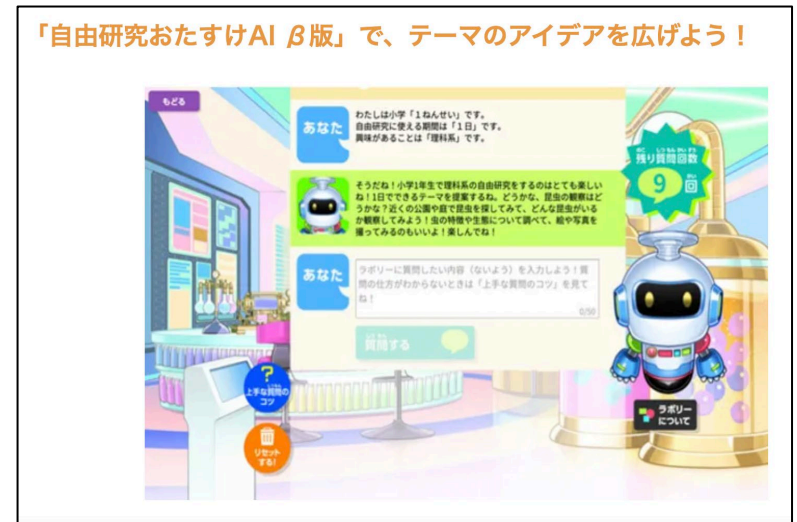 「自由研究おたすけAI β版」で、テーマのアイデアを広げよう！
もどる
あなた
わたしは小学「1ねんせい」です。
自由研究に使える期間は「1日」です。
興味があることは「理科系」です。
のこ しつもんかいすう
残り質問回数
9回
そうだね！小学1年生で理科系の自由研究をするのはとても楽しい
ね！1日でできるテーマを提案するね。どうかな、昆虫の観察はど
うかな？近くの公園や庭で昆虫を探してみて、どんな昆虫がいる
か観察してみよう！虫の特徴や生態について調べて、絵や写真を
撮ってみるのもいいよ！楽しんでね！
あなた
ラボリーに質問したい内容（ないよう）を入力しよう！質
問の仕方がわからないときは「上手な質問のコツ」を見て
ね！
0/50
しつもん
質問する
?
上手な質問の
コツ
リセット
する!
ラボリー
について